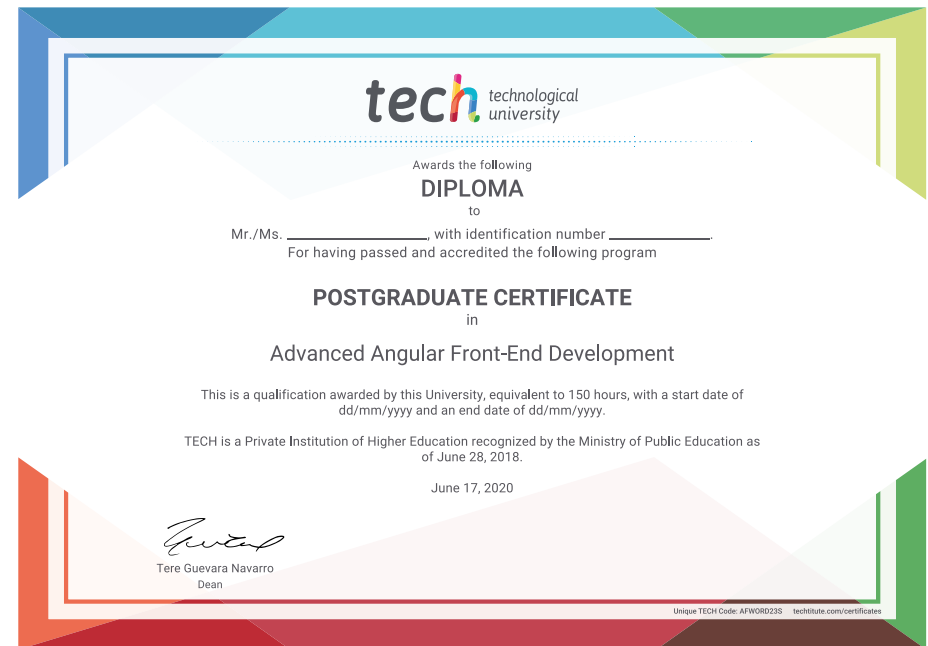 tech technological
university
Awards the following
DIPLOMA
to
Mr./Ms. __________________, with identification number _____________.
For having passed and accredited the following program
POSTGRADUATE CERTIFICATE
in
Advanced Angular Front-End Development
This is a qualification awarded by this University, equivalent to 150 hours, with a start date of
dd/mm/yyyy and an end date of dd/mm/yyyy.
TECH is a Private Institution of Higher Education recognized by the Ministry of Public Education as
of June 28, 2018.
June 17, 2020
Tere Guevara Navarro
Dean
Unique TECH Code: AFWORD23S techtitute.com/certificates